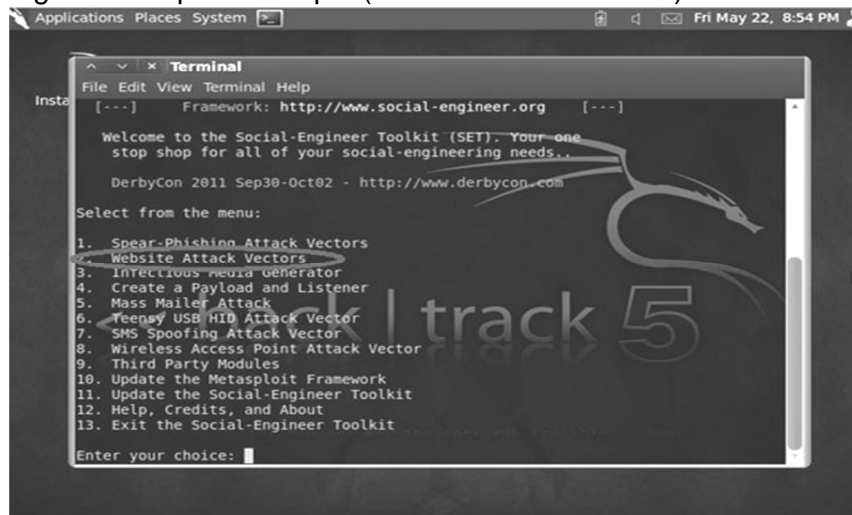 Applications Places System Fri May 22, 8:54 PM
Terminal
File Edit View Terminal Help
Insta
[---] Framework: http://www.social-engineer.org [---]
Welcome to the Social-Engineer Toolkit (SET). Your one
stop shop for all of your social-engineering needs..
DerbyCon 2011 Sep30-Oct02 - http://www.derbycon.com
Select from the menu:
1. Spear-Phishing Attack Vectors
2. Website Attack Vectors
3. Infectious Media Generator
4. Create a Payload and Listener
5. Mass Mailer Attack
6. Teensy USB HID Attack Vector
7. SMS Spoofing Attack Vector
8. Wireless Access Point Attack Vector
9. Third Party Modules
10. Update the Metasploit Framework
11. Update the Social-Engineer Toolkit
12. Help, Credits, and About
13. Exit the Social-Engineer Toolkit
Enter your choice:
<< back | track 5